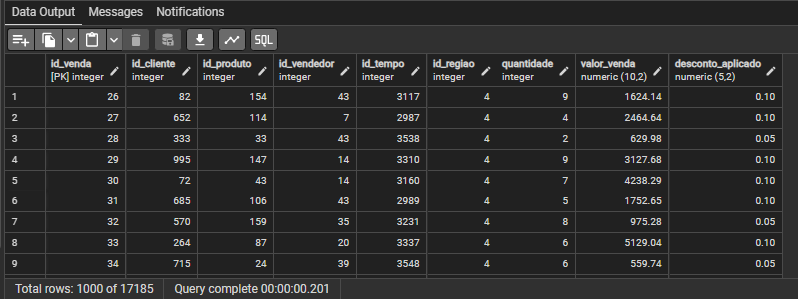 Data Output Messages Notifications
SQL
id_venda id_cliente id_produto id_vendedor id_tempo id_regiao quantidade valor_venda desconto_aplicado
[PK] integer integer integer integer integer integer integer numeric (10,2) numeric (5,2)
1 26 82 154 43 3117 4 9 1624.14 0.10
2 27 652 114 7 2987 4 4 2464.64 0.10
3 28 333 33 43 3538 4 2 629.98 0.05
4 29 995 147 14 3310 4 9 3127.68 0.10
5 30 72 43 14 3160 4 7 4238.29 0.10
6 31 685 106 43 2989 4 5 1752.65 0.10
7 32 570 159 35 3231 4 8 975.28 0.05
8 33 264 87 20 3337 4 6 5129.04 0.10
9 34 715 24 39 3548 4 6 559.74 0.05
Total rows: 1000 of 17185 Query complete 00:00:00.201